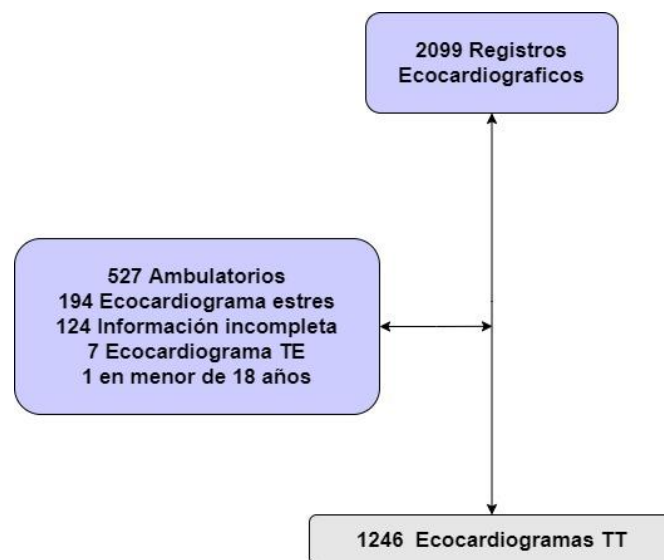 2099 Registros
Ecocardiograficos
527 Ambulatorios
194 Ecocardiograma estres
124 Información incompleta
7 Ecocardiograma TE
1 en menor de 18 años
1246 Ecocardiogramas TT